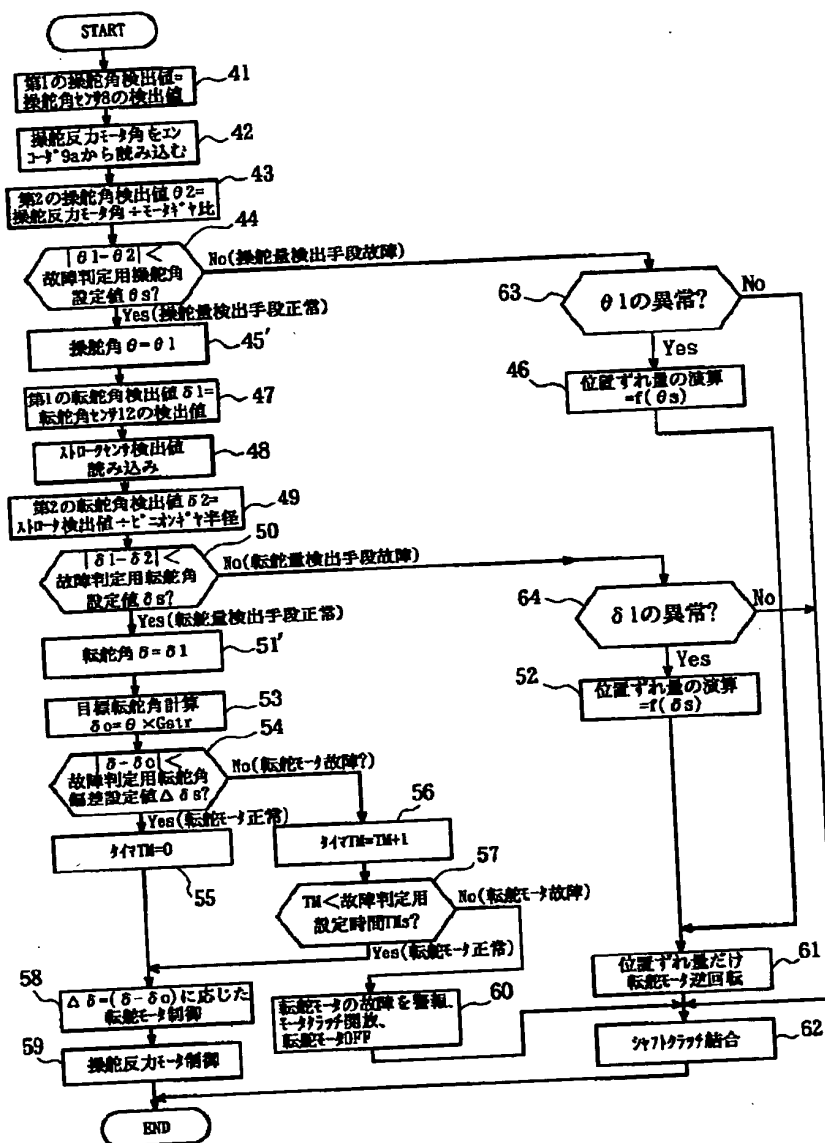 START
第1の操舵角検出値=
操舵角ｾﾝｻ8の検出値
41
操舵反力ﾓｰﾀ角をｴﾝ
ｺｰﾀﾞ9aから読み込む
42
第2の操舵角検出値θ2=
操舵反力ﾓｰﾀ角÷ﾓｰﾀｷﾞﾔ比
43
|θ1-θ2|<
故障判定用操舵角
設定値θs?
44
No(操舵量検出手段故障)
Yes(操舵量検出手段正常)
63
θ1の異常?
No
Yes
操舵角θ=θ1
45'
46
位置ずれ量の演算
=f(θs)
第1の転舵角検出値δ1=
転舵角ｾﾝｻ12の検出値
47
ｽﾄﾛｰｸｾﾝｻ検出値
読み込み
48
第2の転舵角検出値δ2=
ｽﾄﾛｰｸ検出値÷ﾋﾟﾆｵﾝｷﾞﾔ半径
49
|δ1-δ2|<
故障判定用転舵角
設定値δs?
50
No(転舵量検出手段故障)
Yes(転舵量検出手段正常)
64
δ1の異常?
No
Yes
転舵角δ=δ1
51'
52
位置ずれ量の演算
=f(δs)
目標転舵角計算
δo=θ×Gstr
53
|δ-δo|<
故障判定用転舵角
偏差設定値Δδs?
54
No(転舵ﾓｰﾀ故障?)
Yes(転舵ﾓｰﾀ正常)
ﾀｲﾏTM=0
55
ﾀｲﾏTM=TM+1
56
TM<故障判定用
設定時間TMs?
57
No(転舵ﾓｰﾀ故障)
Yes(転舵ﾓｰﾀ正常)
58
Δδ=(δ-δo)に応じた
転舵ﾓｰﾀ制御
59
操舵反力ﾓｰﾀ制御
転舵ﾓｰﾀの故障を警報、
ﾓｰﾀｸﾗｯﾁ開放、
転舵ﾓｰﾀOFF
60
位置ずれ量だけ
転舵ﾓｰﾀ逆回転
61
ｼｬﾌﾄｸﾗｯﾁ結合
62
END